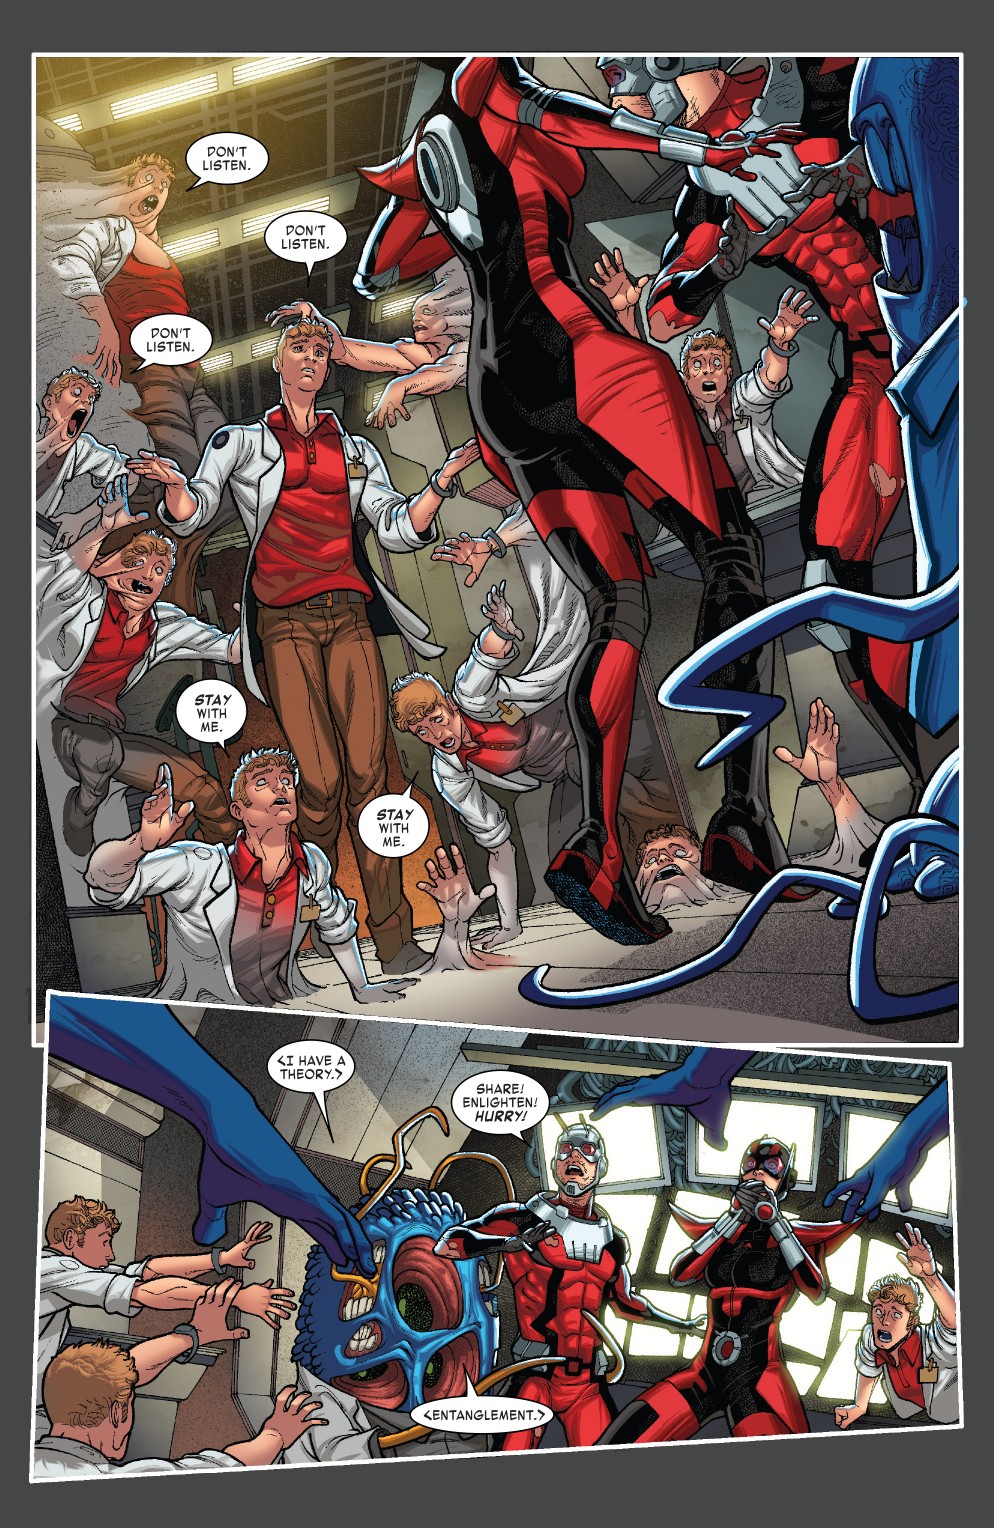 DON'T
LISTEN.
DON'T
LISTEN.
DON'T
LISTEN.
STAY
WITH
ME.
STAY
WITH
ME.
<I HAVE A
THEORY.>
SHARE!
ENLIGHTEN!
HURRY!
<ENTANGLEMENT.>